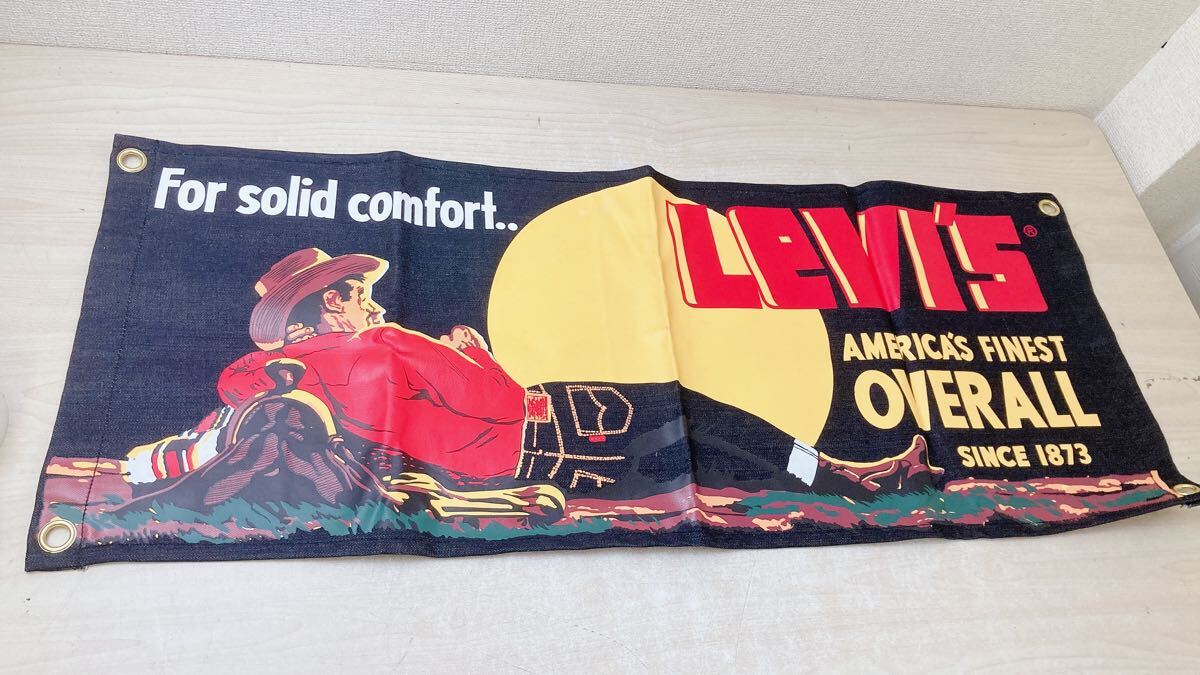 For solid comfort..
LEVI'S®
AMERICA'S FINEST
OVERALL
SINCE 1873